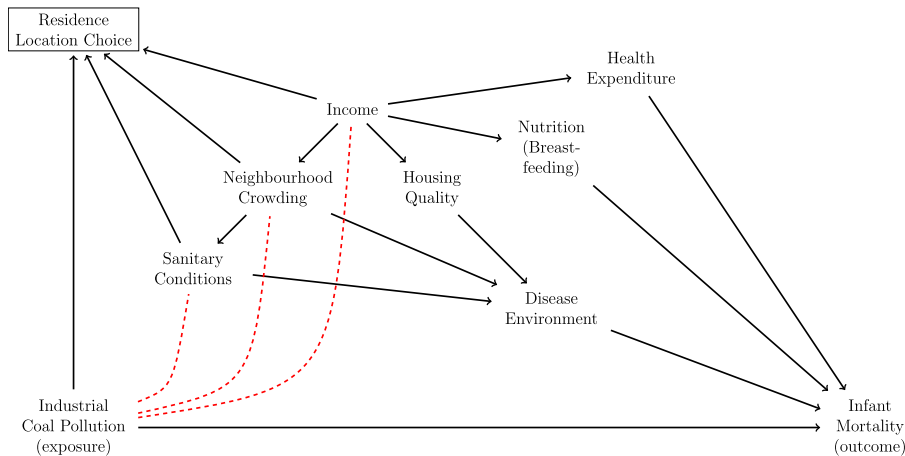 Residence
Location Choice
Health
Expenditure
Income
Nutrition
(Breast-
feeding)
Neighbourhood
Crowding
Housing
Quality
Sanitary
Conditions
Disease
Environment
Industrial
Coal Pollution
(exposure)
Infant
Mortality
(outcome)